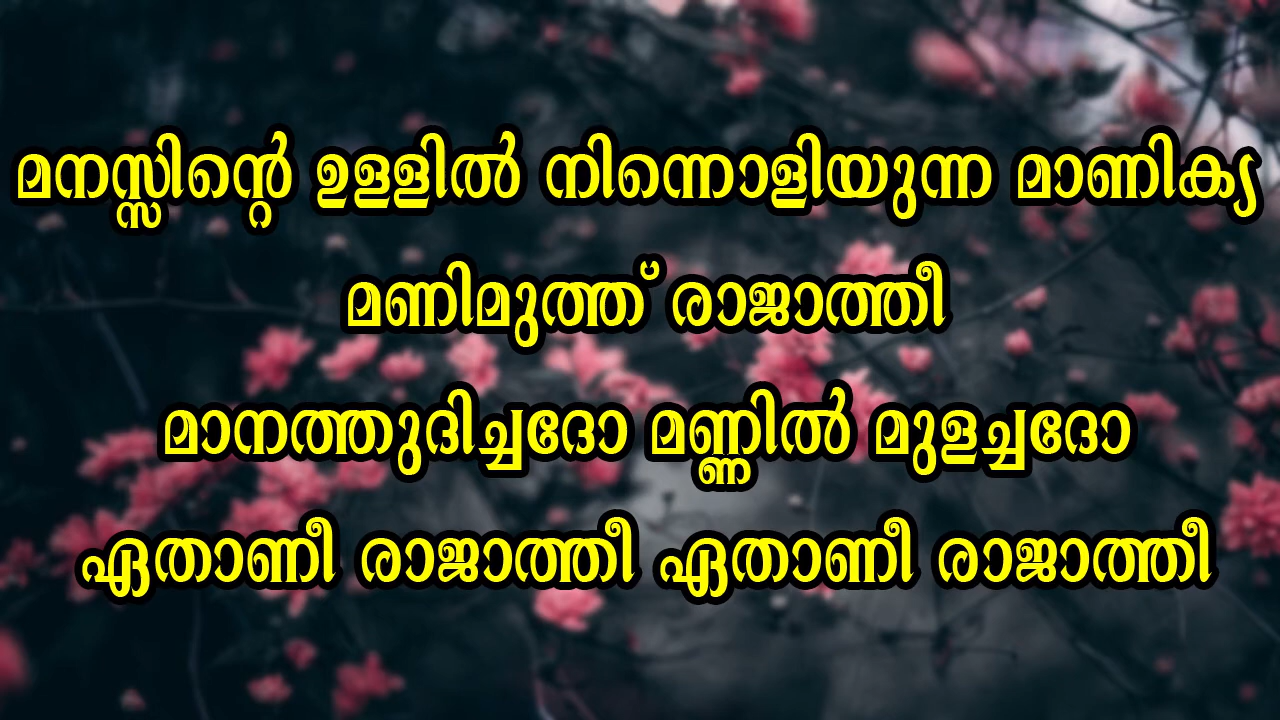 മനസ്സിന്റെ ഉള്ളിൽ നിന്നൊളിയുന്ന മാണിക്യ
മണിമുത്ത് രാജാത്തീ
മാനത്തുദിച്ചദോ മണ്ണിൽ മുളച്ചദോ
ഏതാണീ രാജാത്തീ ഏതാണീ രാജാത്തീ